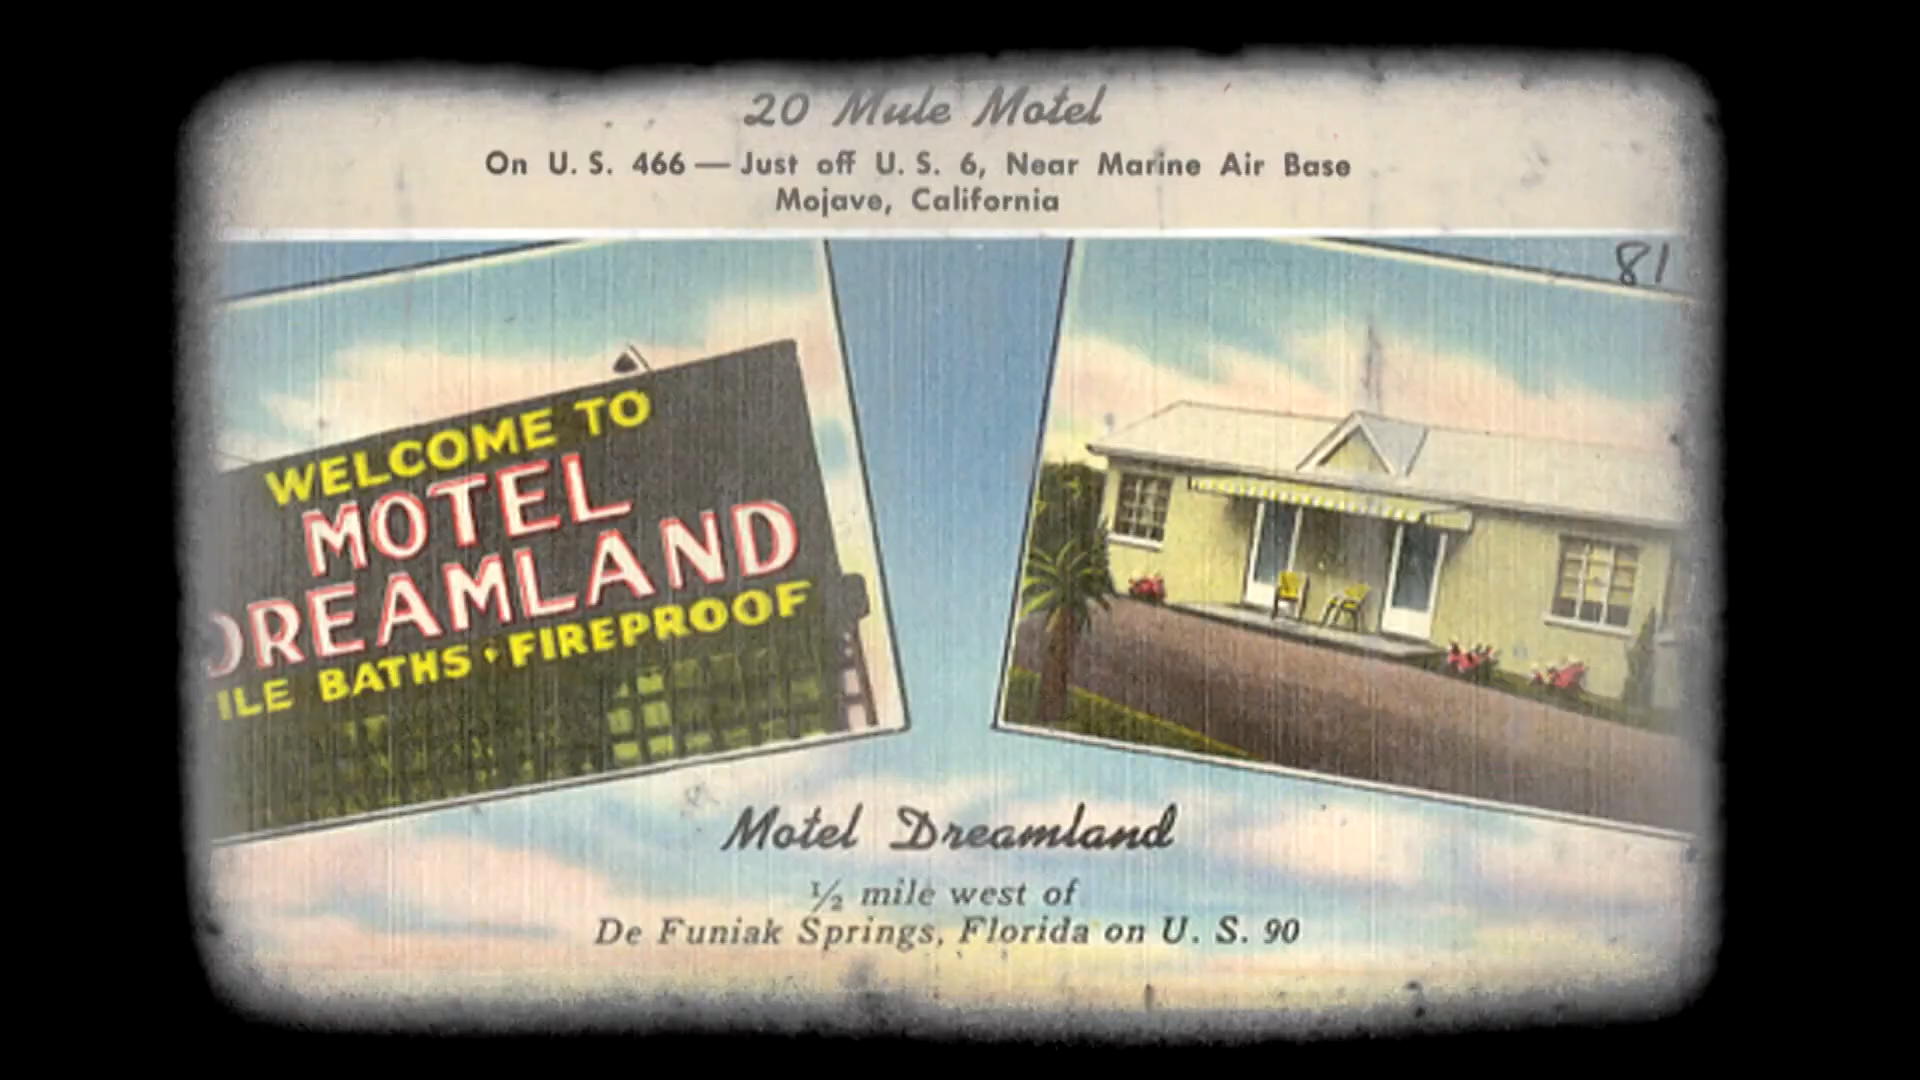 20 Mule Motel
On U. S. 466 — Just off U. S. 6, Near Marine Air Base
Mojave, California
81
WELCOME TO
MOTEL
DREAMLAND
ILE BATHS · FIREPROOF
Motel Dreamland
½ mile west of
De Funiak Springs, Florida on U. S. 90